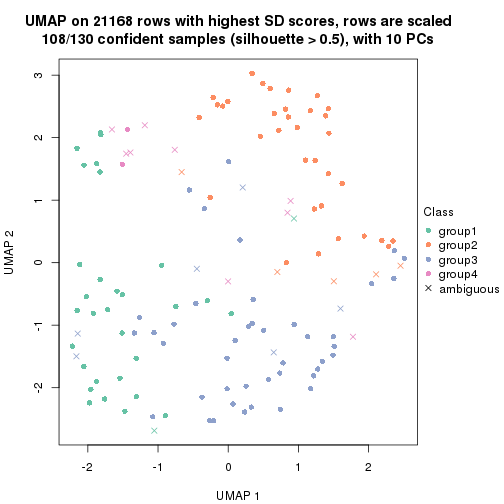 UMAP on 21168 rows with highest SD scores, rows are scaled
108/130 confident samples (silhouette > 0.5), with 10 PCs
3
2
1
0
-1
-2
UMAP 2
-2
-1
0
1
2
UMAP 1
Class
group1
group2
group3
group4
ambiguous